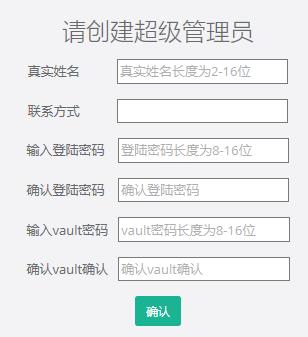 请创建超级管理员
真实姓名 真实姓名长度为2-16位
联系方式
输入登陆密码 登陆密码长度为8-16位
确认登陆密码 确认登陆密码
输入vault密码 vault密码长度为8-16位
确认vault确认 确认vault确认
确认